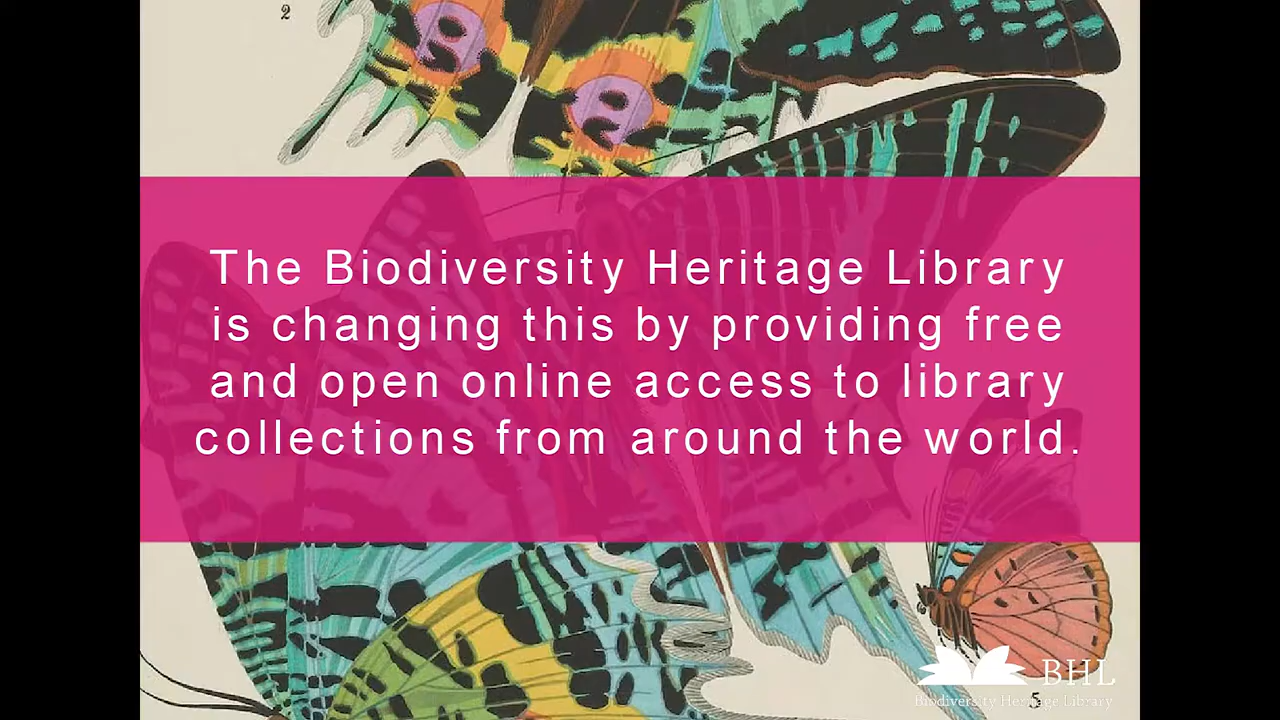 2
The Biodiversity Heritage Library
is changing this by providing free
and open online access to library
collections from around the world.
BHL
Biodiversity Heritage Library